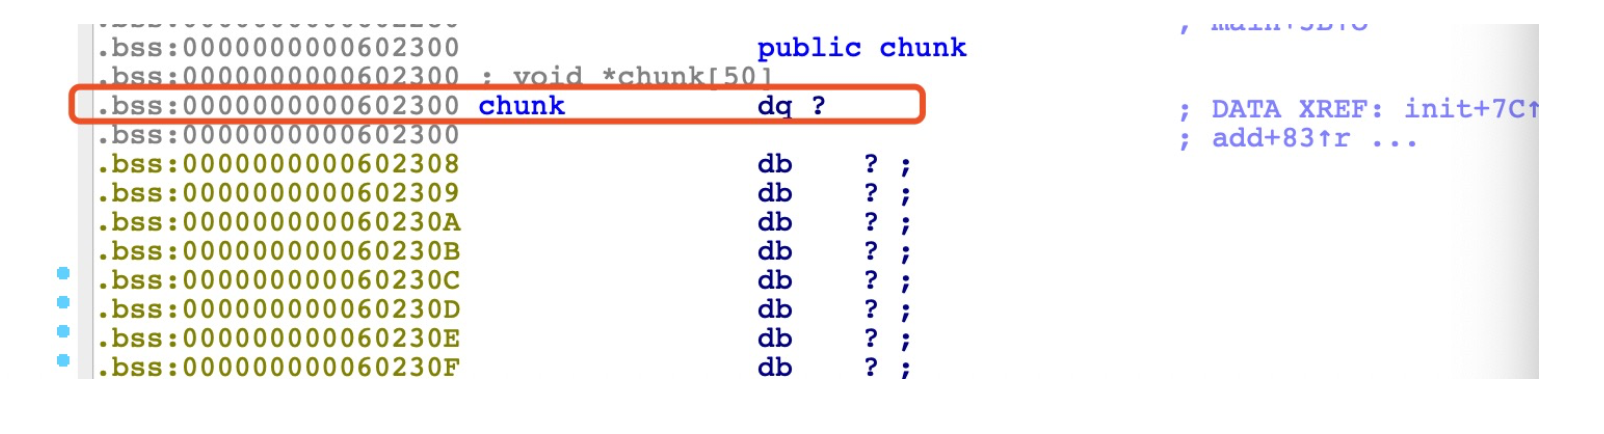 .bss:0000000000602300 public chunk
.bss:0000000000602300 ; void *chunk[50]
.bss:0000000000602300 chunk dq ? ; DATA XREF: init+7C↑
.bss:0000000000602300 ; add+83↑r ...
.bss:0000000000602308 db ? ;
.bss:0000000000602309 db ? ;
.bss:000000000060230A db ? ;
.bss:000000000060230B db ? ;
.bss:000000000060230C db ? ;
.bss:000000000060230D db ? ;
.bss:000000000060230E db ? ;
.bss:000000000060230F db ? ;